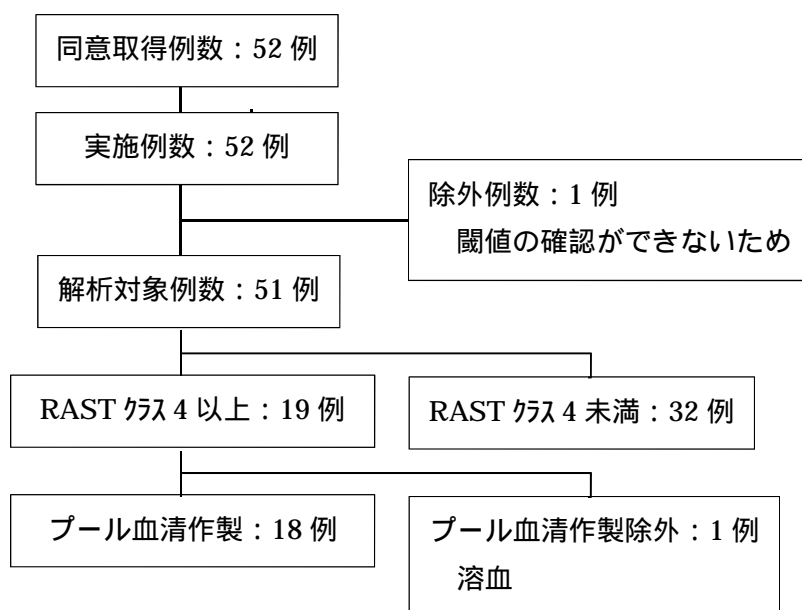 同意取得例数：52 例
実施例数：52 例
除外例数：1 例
閾値の確認ができないため
解析対象例数：51 例
RAST ｸﾗｽ 4 以上：19 例
RAST ｸﾗｽ 4 未満：32 例
プール血清作製：18 例
プール血清作製除外：1 例
溶血